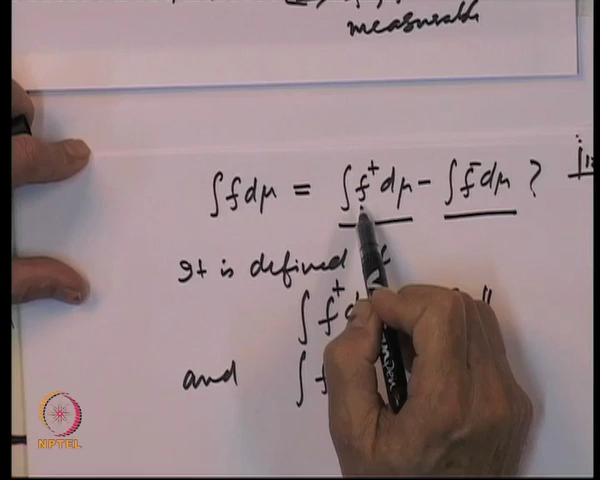 measurable
∫f dμ = ∫f⁺dμ - ∫f⁻dμ ?
It is defined
∫ f⁺
and ∫
NPTEL